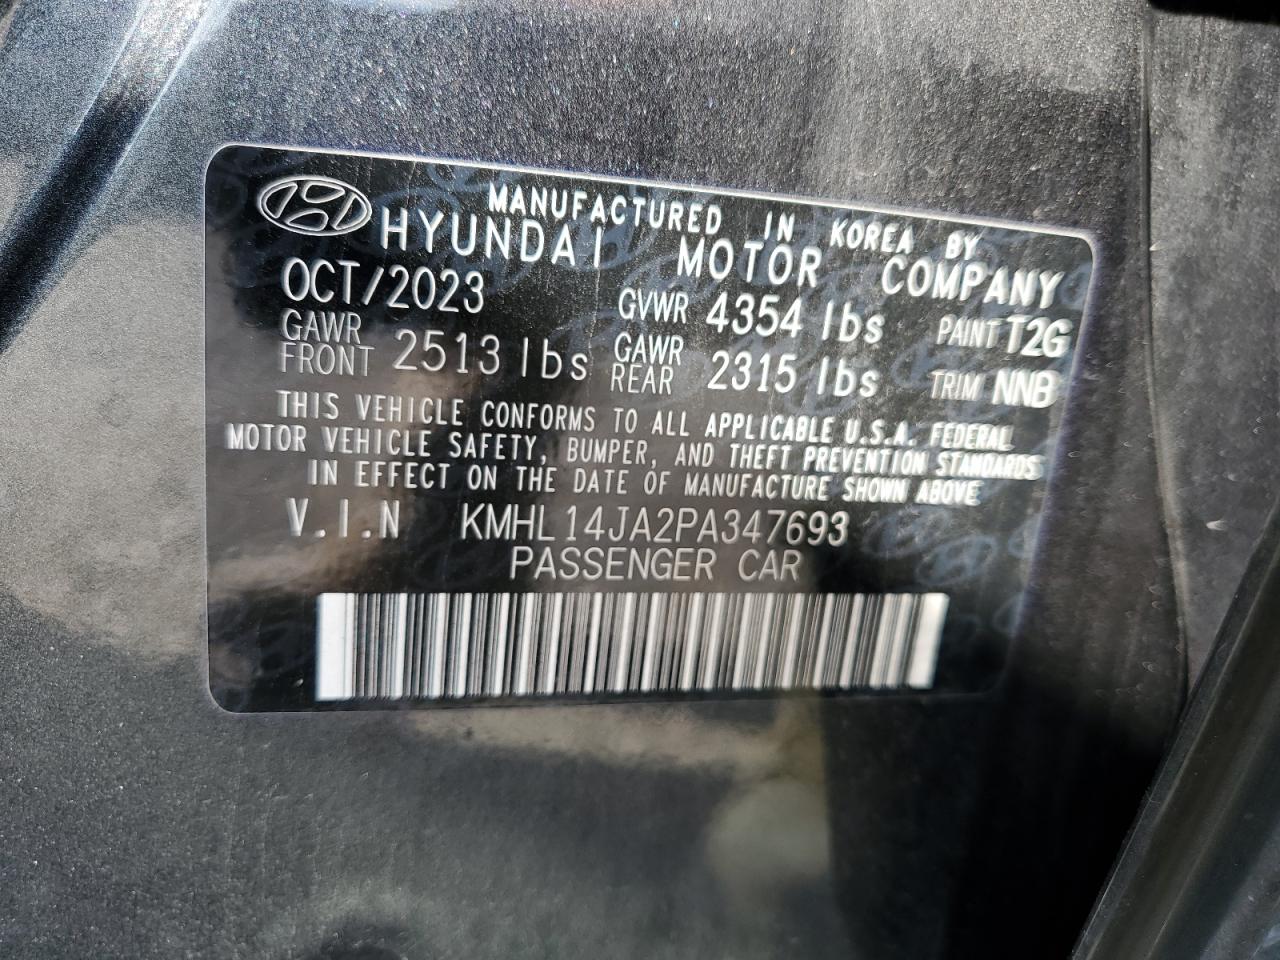 MANUFACTURED IN KOREA BY
HYUNDAI MOTOR COMPANY
OCT/2023 GVWR 4354 lbs PAINT T2G
GAWR FRONT 2513 lbs GAWR REAR 2315 lbs TRIM NNB
THIS VEHICLE CONFORMS TO ALL APPLICABLE U.S.A. FEDERAL
MOTOR VEHICLE SAFETY, BUMPER, AND THEFT PREVENTION STANDARDS
IN EFFECT ON THE DATE OF MANUFACTURE SHOWN ABOVE
V.I.N KMHL14JA2PA347693
PASSENGER CAR